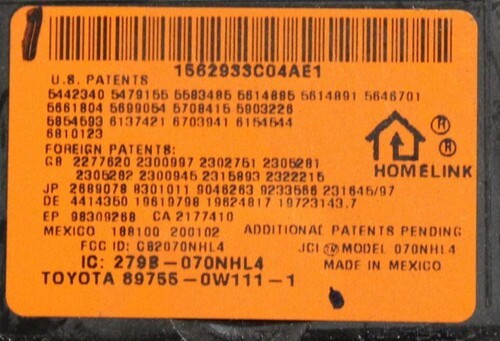 1562933C04AE1
U.S. PATENTS
5442340 5479155 5583485 5614885 5614891 5646701
5661804 5699054 5708415 5903226
5854593 6137421 6703941 6154544
6810123
FOREIGN PATENTS:
GB 2277620 2300997 2302751 2305281
2305282 2300945 2315893 2322215
JP 2689078 8301011 9046263 9233566 231645/97
DE 4414350 19619798 19624817 19723143.7
EP 98309268 CA 2177410
MEXICO 188100 200102
ADDITIONAL PATENTS PENDING
HOMELINK ® ®
FCC ID: CB2070NHL4
JCI MODEL 070NHL4
IC: 279B-070NHL4
MADE IN MEXICO
TOYOTA 89755-0W111-1